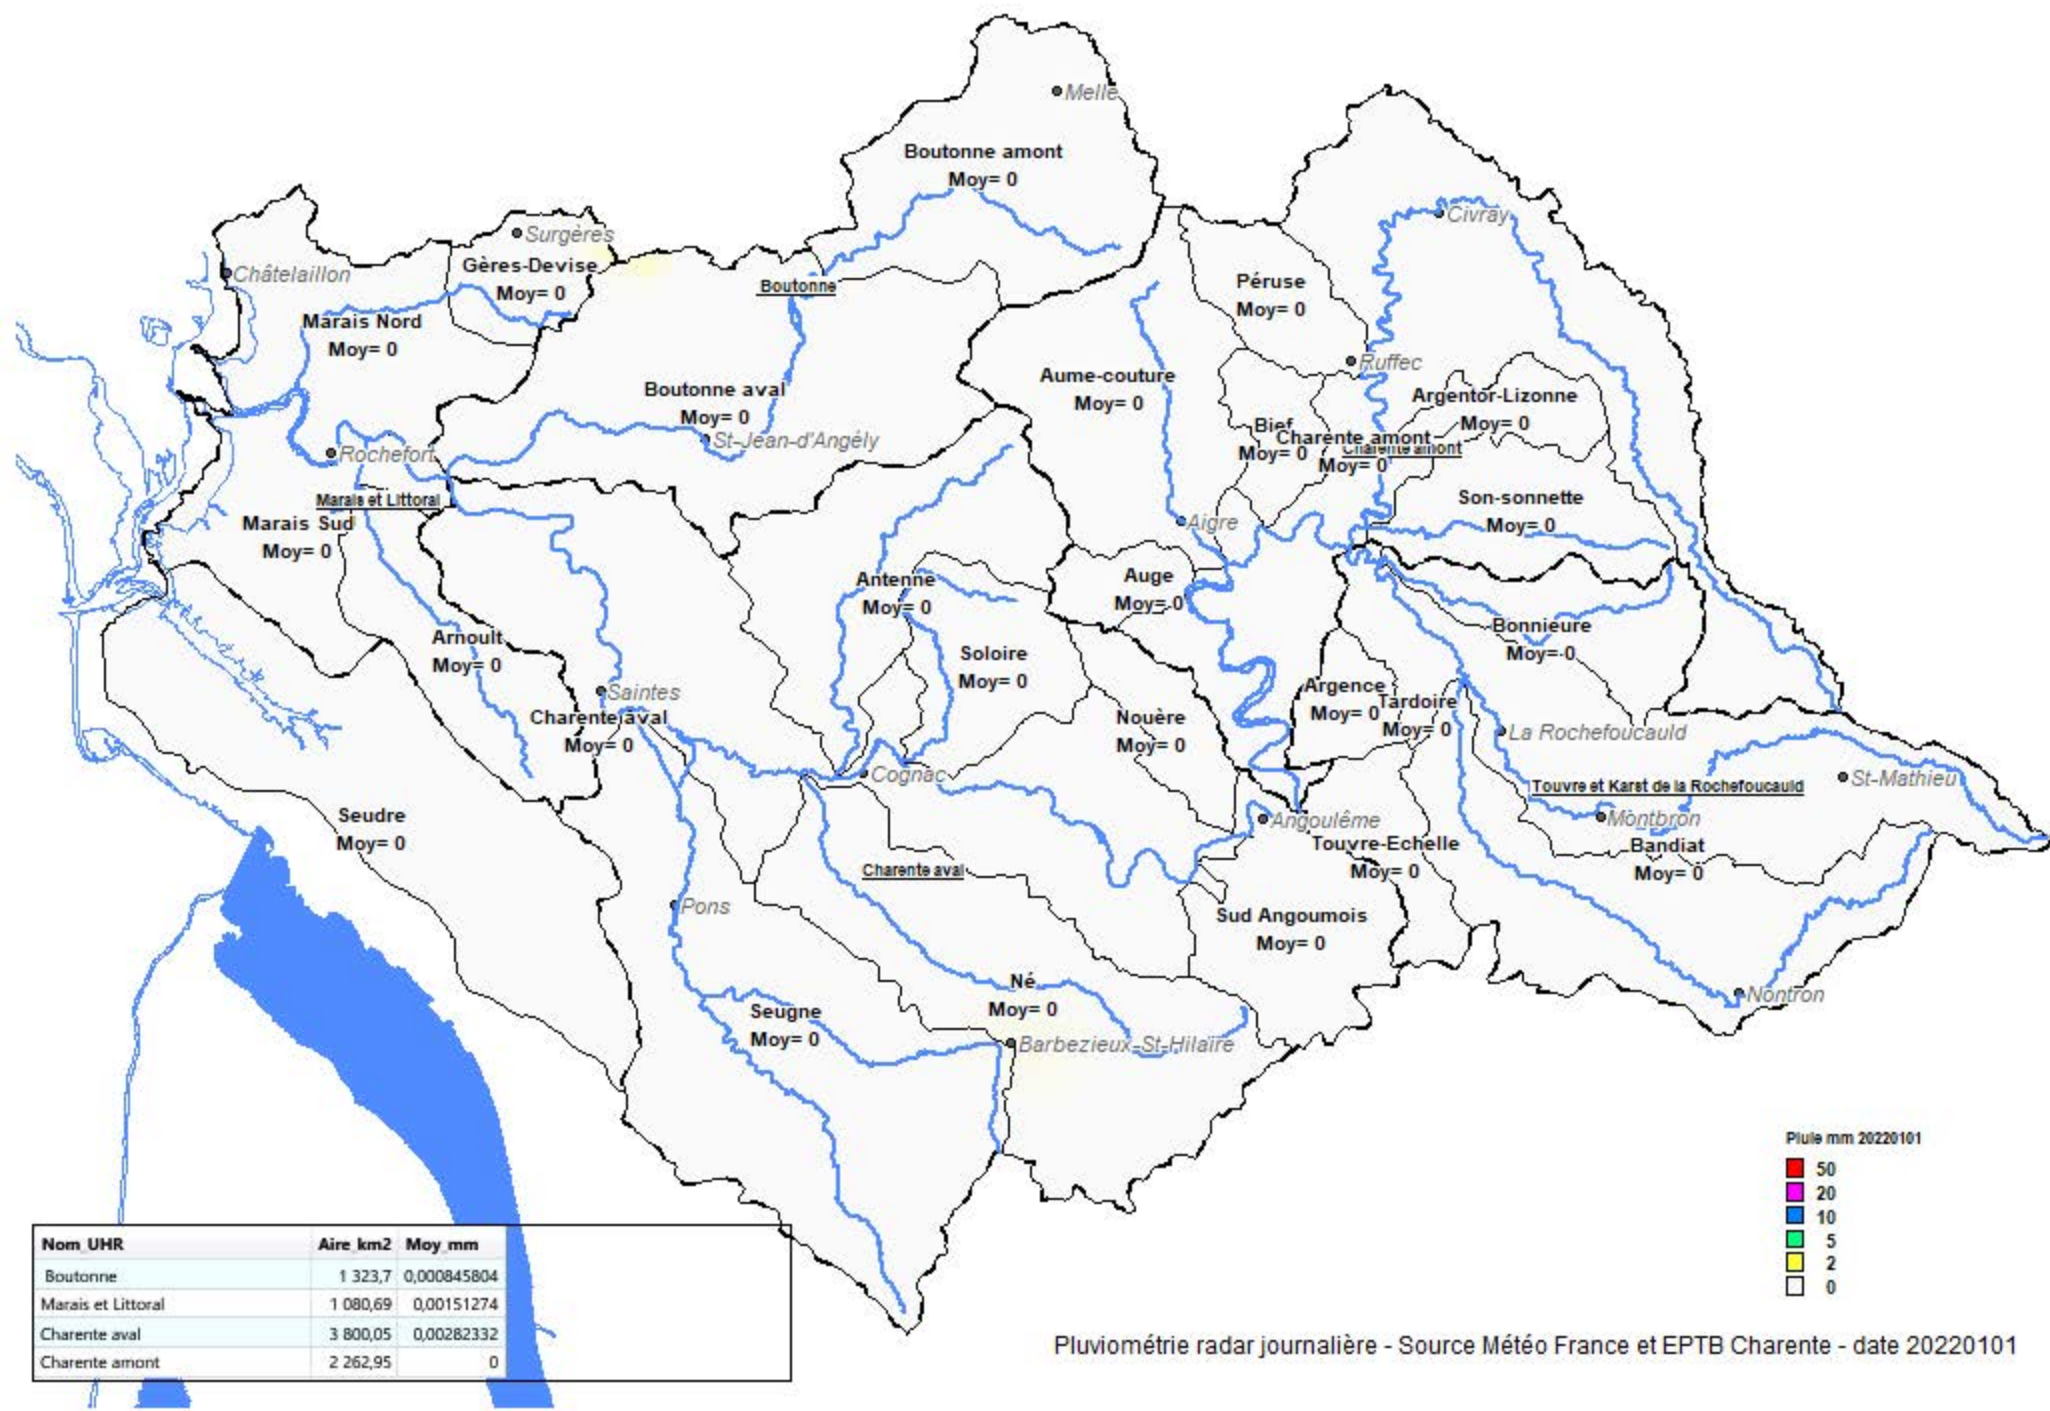 Melle
Boutonne amont
Moy= 0
Civray
Surgères
Châtelaillon
Gères-Devise
Moy= 0
Boutonne
Péruse
Moy= 0
Marais Nord
Moy= 0
Ruffec
Aume-couture
Moy= 0
Boutonne aval
Moy= 0
Argentor-Lizonne
Moy= 0
Bief
Moy= 0
Charente amont
Moy= 0
Charente amont
St-Jean-d'Angély
Rochefort
Marais et Littoral
Son-sonnette
Moy= 0
Marais Sud
Moy= 0
Aigre
Antenne
Moy= 0
Auge
Moy= 0
Bonnieure
Moy= 0
Arnoult
Moy= 0
Soloire
Moy= 0
Saintes
Charente aval
Moy= 0
Nouère
Moy= 0
Argence
Moy= 0
Tardoire
Moy= 0
La Rochefoucauld
Cognac
Touvre et Karst de la Rochefoucauld
St-Mathieu
Seudre
Moy= 0
Angoulême
Montbron
Touvre-Echelle
Moy= 0
Bandiat
Moy= 0
Charente aval
Pons
Sud Angoumois
Moy= 0
Né
Moy= 0
Nontron
Seugne
Moy= 0
Barbezieux-St-Hilaire
Pluie mm 20220101
50
20
10
5
2
0
Nom_UHR Aire_km2 Moy_mm
Boutonne 1 323,7 0,000845804
Marais et Littoral 1 080,69 0,00151274
Charente aval 3 800,05 0,00282332
Charente amont 2 262,95 0
Pluviométrie radar journalière - Source Météo France et EPTB Charente - date 20220101